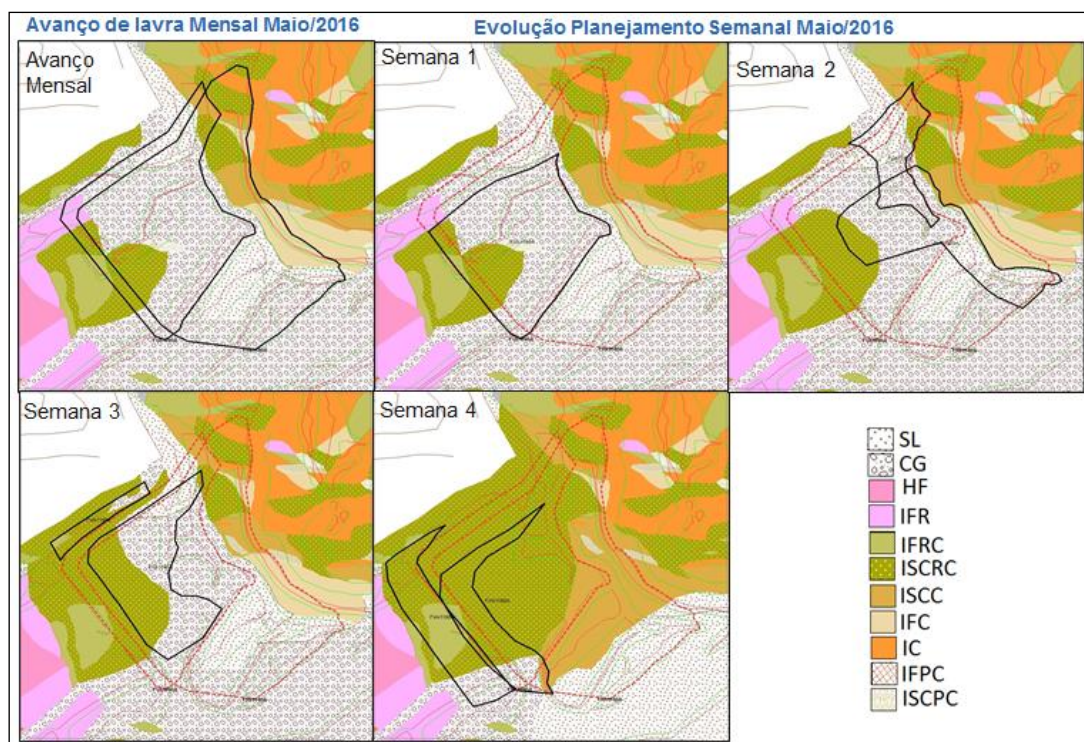 Avanço de lavra Mensal Maio/2016
Evolução Planejamento Semanal Maio/2016
Avanço
Mensal
Semana 1
Semana 2
Semana 3
Semana 4
SL
CG
HF
IFR
IFRC
ISCRC
ISCC
IFC
IC
IFPC
ISCPC